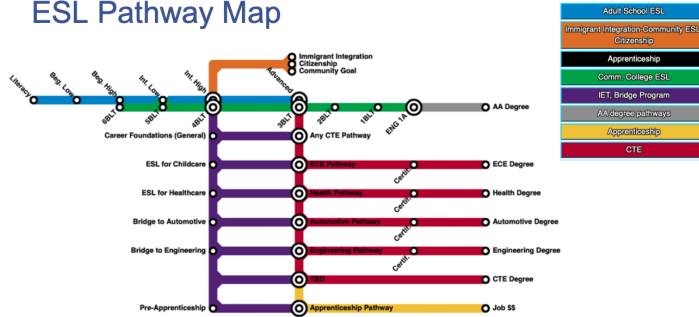 ESL Pathway Map
Adult School ESL
Immigrant Integration-Community ESL
Citizenship
Apprenticeship
Comm. College ESL
IET, Bridge Program
AA degree pathways
Apprenticeship
CTE
Immigrant Integration
Citizenship
Community Goal
Literacy
Beg. Low
Beg. High
Int. Low
Int. High
Advanced
6BLT
5BLT
4BLT
3BLT
2BLT
1BLT
ENG 1A
AA Degree
Career Foundations (General)
Any CTE Pathway
ESL for Childcare
ECE Pathway
Certif.
ECE Degree
ESL for Healthcare
Health Pathway
Certif.
Health Degree
Bridge to Automotive
Automotive Pathway
Certif.
Automotive Degree
Bridge to Engineering
Engineering Pathway
Certif.
Engineering Degree
TBD
CTE Degree
Pre-Apprenticeship
Apprenticeship Pathway
Job $$